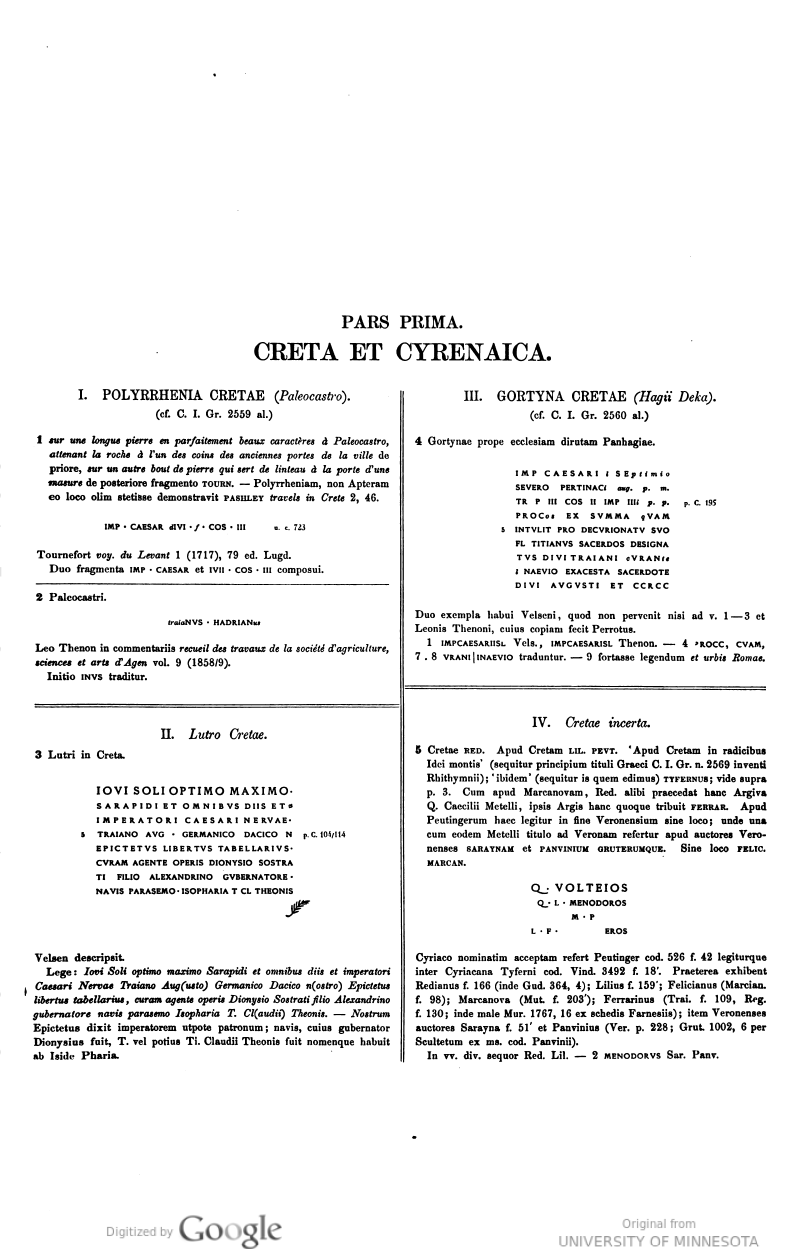 PARS PRIMA.
CRETA ET CYRENAICA.
I. POLYRRHENIA CRETAE (Paleocastro).
(cf. C. I. Gr. 2559 al.)
1 sur une longue pierre en parfaitement beaux caractères à Paleocastro,
attenant la roche à l'un des coins des anciennes portes de la ville de
priore, sur un autre bout de pierre qui sert de linteau à la porte d'une
masure de posteriore fragmento TOURN. — Polyrrheniam, non Apteram
eo loco olim stetisse demonstravit PASHLEY travels in Crete 2, 46.
IMP · CAESAR dIVI · f · COS · III u. c. 723
Tournefort voy. du Levant 1 (1717), 79 ed. Lugd.
Duo fragmenta IMP · CAESAR et IVII · COS · III composui.
2 Paleocastri.
traiaNVS · HADRIANus
Leo Thenon in commentariis recueil des travaux de la société d'agriculture,
sciences et arts d'Agen vol. 9 (1858/9).
Initio INVS traditur.
II. Lutro Cretae.
3 Lutri in Creta.
IOVI SOLI OPTIMO MAXIMO·
SARAPIDI ET OMNIBVS DIIS ET ·
IMPERATORI CAESARI NERVAE·
5 TRAIANO AVG · GERMANICO DACICO N p. C. 104/114
EPICTETVS LIBERTVS TABELLARIVS·
CVRAM AGENTE OPERIS DIONYSIO SOSTRA
TI FILIO ALEXANDRINO GVBERNATORE ·
NAVIS PARASEMO · ISOPHARIA T CL THEONIS
Velsen descripsit.
Lege: Iovi Soli optimo maximo Sarapidi et omnibus diis et imperatori
Caesari Nervae Traiano Aug(usto) Germanico Dacico n(ostro) Epictetus
libertus tabellarius, curam agente operis Dionysio Sostrati filio Alexandrino
gubernatore navis parasemo Isopharia T. Cl(audii) Theonis. — Nostrum
Epictetus dixit imperatorem utpote patronum; navis, cuius gubernator
Dionysius fuit, T. vel potius Ti. Claudii Theonis fuit nomenque habuit
ab Iside Pharia.
III. GORTYNA CRETAE (Hagii Deka).
(cf. C. I. Gr. 2560 al.)
4 Gortynae prope ecclesiam dirutam Panhagiae.
IMP CAESARI l SEptimio
SEVERO PERTINACi aug. p. m.
TR P III COS II IMP IIIi p. p. p. C. 195
PROCos EX SVMMA qVAM
5 INTVLIT PRO DECVRIONATV SVO
FL TITIANVS SACERDOS DESIGNA
TVS DIVI TRAIANI cVRANte
l NAEVIO EXACESTA SACERDOTE
DIVI AVGVSTI ET CCRCC
Duo exempla habui Velseni, quod non pervenit nisi ad v. 1—3 et
Leonis Thenoni, cuius copiam fecit Perrotus.
1 IMPCAESARIISL Vels., IMPCAESARISL Thenon. — 4 ROCC, CVAM,
7. 8 VRANI|INAEVIO traduntur. — 9 fortasse legendum et urbis Romae.
IV. Cretae incerta.
5 Cretae RED. Apud Cretam LIL. PEVT. 'Apud Cretam in radicibus
Idei montis' (sequitur principium tituli Graeci C. I. Gr. n. 2569 inventi
Rhithymnii); 'ibidem' (sequitur is quem edimus) TYFERNUS; vide supra
p. 3. Cum apud Marcanovam, Red. alibi praecedat hanc Argiva
Q. Caecilii Metelli, ipsis Argis hanc quoque tribuit FERRAR. Apud
Peutingerum haec legitur in fine Veronensium sine loco; unde una
cum eodem Metelli titulo ad Veronam refertur apud auctores Vero-
nenses SARAYNAM et PANVINIUM GRUTERUMQUE. Sine loco FELIC.
MARCAN.
Q · VOLTEIOS
Q · L · MENODOROS
M · P
L · P · EROS
Cyriaco nominatim acceptam refert Peutinger cod. 526 f. 42 legiturque
inter Cyriacana Tyferni cod. Vind. 3492 f. 18'. Praeterea exhibent
Redianus f. 166 (inde Gud. 364, 4); Lilius f. 159'; Felicianus (Marcian.
f. 98); Marcanova (Mut. f. 203'); Ferrarinus (Trai. f. 109, Reg.
f. 130; inde male Mur. 1767, 16 ex schedis Farnesiis); item Veronenses
auctores Sarayna f. 51' et Panvinius (Ver. p. 228; Grut. 1002, 6 per
Scultetum ex ms. cod. Panvinii).
In vv. div. sequor Red. Lil. — 2 MENODORVS Sar. Panv.
Digitized by Google
Original from
UNIVERSITY OF MINNESOTA